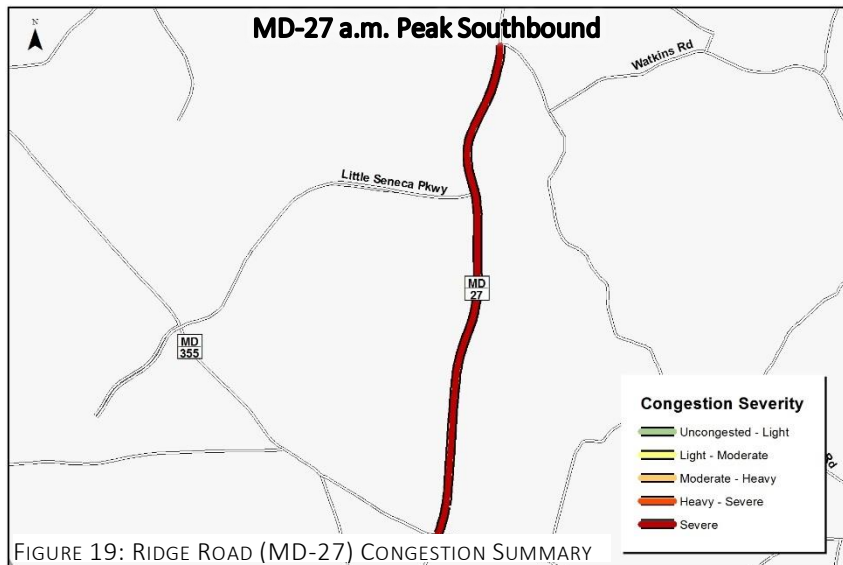 N
MD-27 a.m. Peak Southbound
Watkins Rd
Little Seneca Pkwy
MD
27
MD
355
Congestion Severity
Uncongested - Light
Light - Moderate
Moderate - Heavy
Heavy - Severe
Severe
Rd
FIGURE 19: RIDGE ROAD (MD-27) CONGESTION SUMMARY